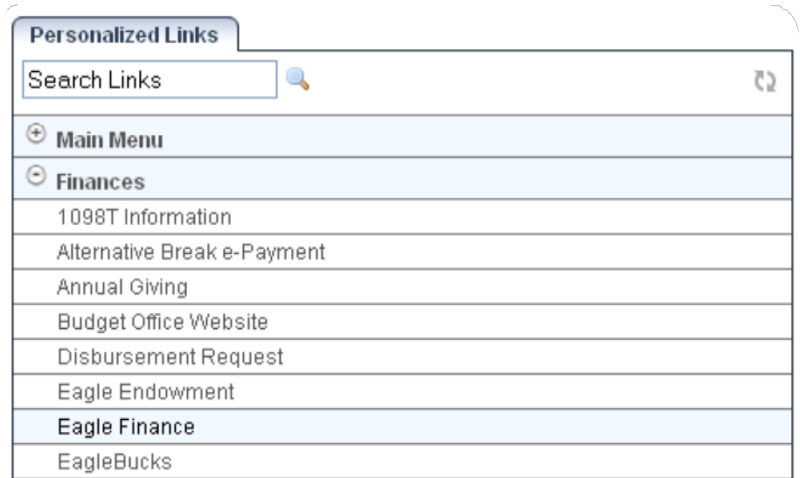 Personalized Links
Search Links
Main Menu
Finances
1098T Information
Alternative Break e-Payment
Annual Giving
Budget Office Website
Disbursement Request
Eagle Endowment
Eagle Finance
EagleBucks